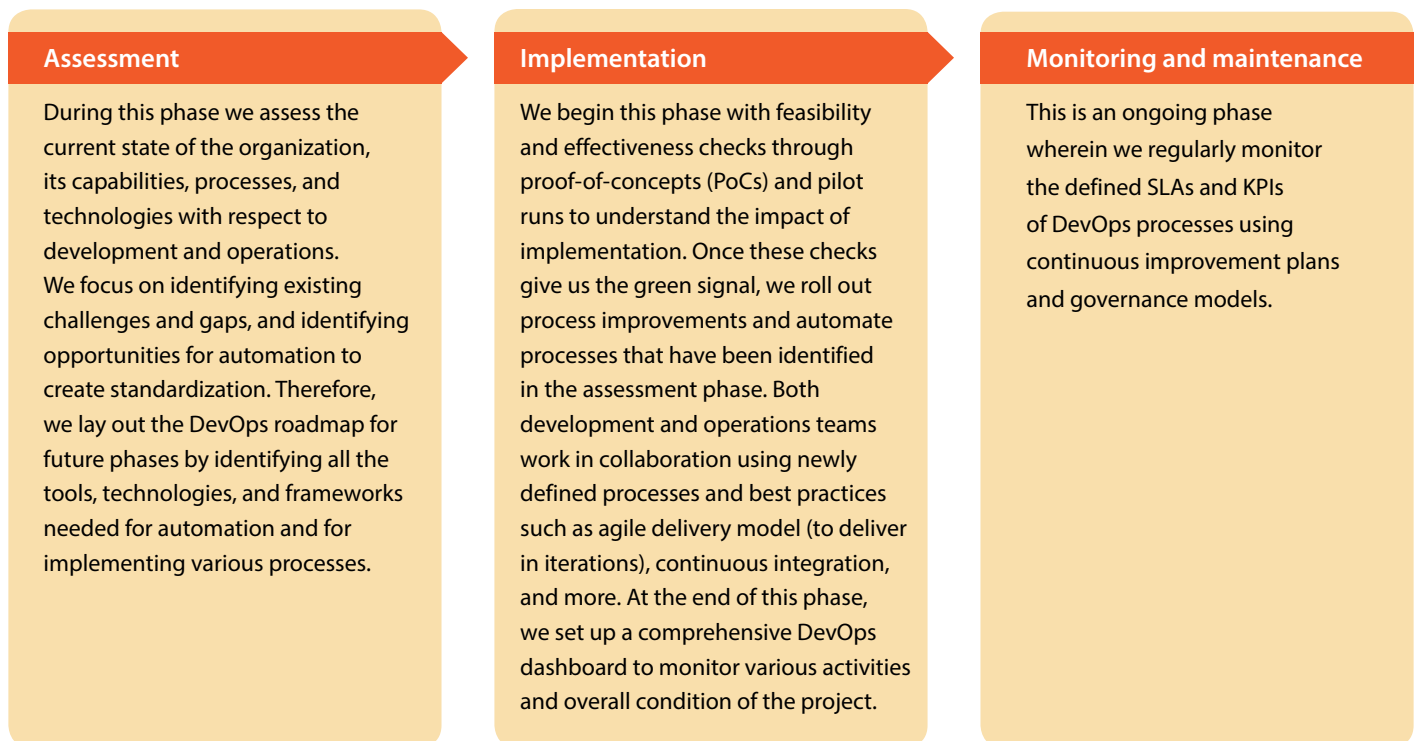 Assessment
During this phase we assess the
current state of the organization,
its capabilities, processes, and
technologies with respect to
development and operations.
We focus on identifying existing
challenges and gaps, and identifying
opportunities for automation to
create standardization. Therefore,
we lay out the DevOps roadmap for
future phases by identifying all the
tools, technologies, and frameworks
needed for automation and for
implementing various processes.
Implementation
We begin this phase with feasibility
and effectiveness checks through
proof-of-concepts (PoCs) and pilot
runs to understand the impact of
implementation. Once these checks
give us the green signal, we roll out
process improvements and automate
processes that have been identified
in the assessment phase. Both
development and operations teams
work in collaboration using newly
defined processes and best practices
such as agile delivery model (to deliver
in iterations), continuous integration,
and more. At the end of this phase,
we set up a comprehensive DevOps
dashboard to monitor various activities
and overall condition of the project.
Monitoring and maintenance
This is an ongoing phase
wherein we regularly monitor
the defined SLAs and KPIs
of DevOps processes using
continuous improvement plans
and governance models.